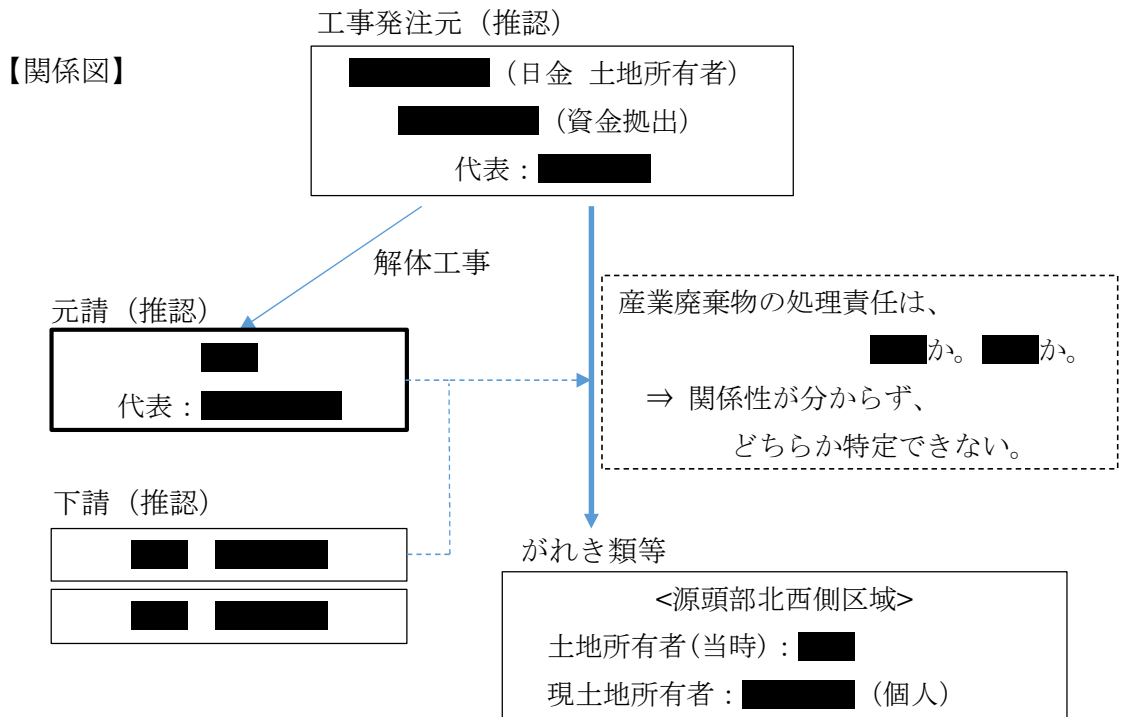 工事発注元（推認）
【関係図】
（日金 土地所有者）
（資金拠出）
代表：
解体工事
元請（推認）
代表：
産業廃棄物の処理責任は、
か。 か。
⇒ 関係性が分からず、
どちらか特定できない。
下請（推認）
がれき類等
<源頭部北西側区域>
土地所有者(当時)：
現土地所有者： （個人）